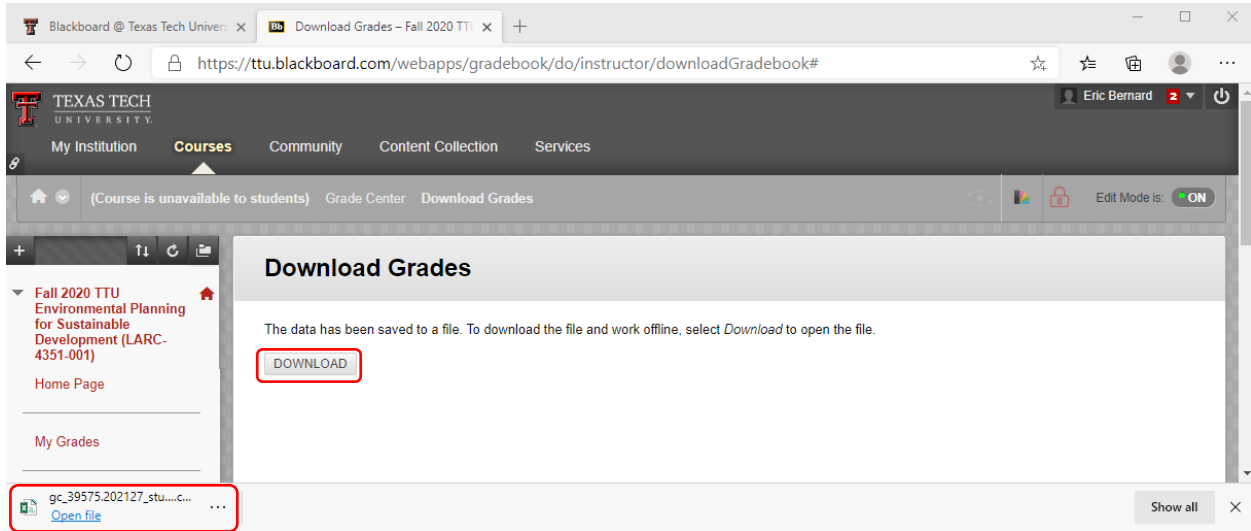 Blackboard @ Texas Tech Univers
Bb Download Grades – Fall 2020 TTU
https://ttu.blackboard.com/webapps/gradebook/do/instructor/downloadGradebook#
TEXAS TECH
UNIVERSITY.
Eric Bernard 2
My Institution Courses Community Content Collection Services
(Course is unavailable to students) Grade Center Download Grades
Edit Mode is: ON
Download Grades
Fall 2020 TTU
Environmental Planning
for Sustainable
Development (LARC-
4351-001)
The data has been saved to a file. To download the file and work offline, select Download to open the file.
DOWNLOAD
Home Page
My Grades
gc_39575.202127_stu....c...
Open file
Show all